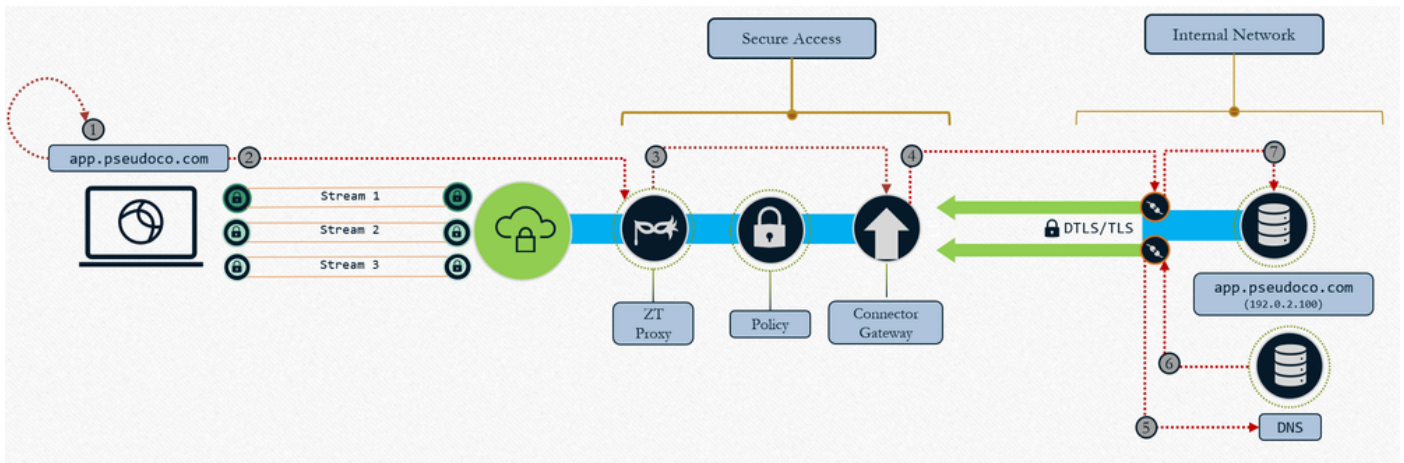 Secure Access
Internal Network
1
app.pseudoco.com
2
3
4
7
Stream 1
Stream 2
Stream 3
DTLS/TLS
ZT
Proxy
Policy
Connector
Gateway
app.pseudoco.com
(192.0.2.100)
6
5
DNS